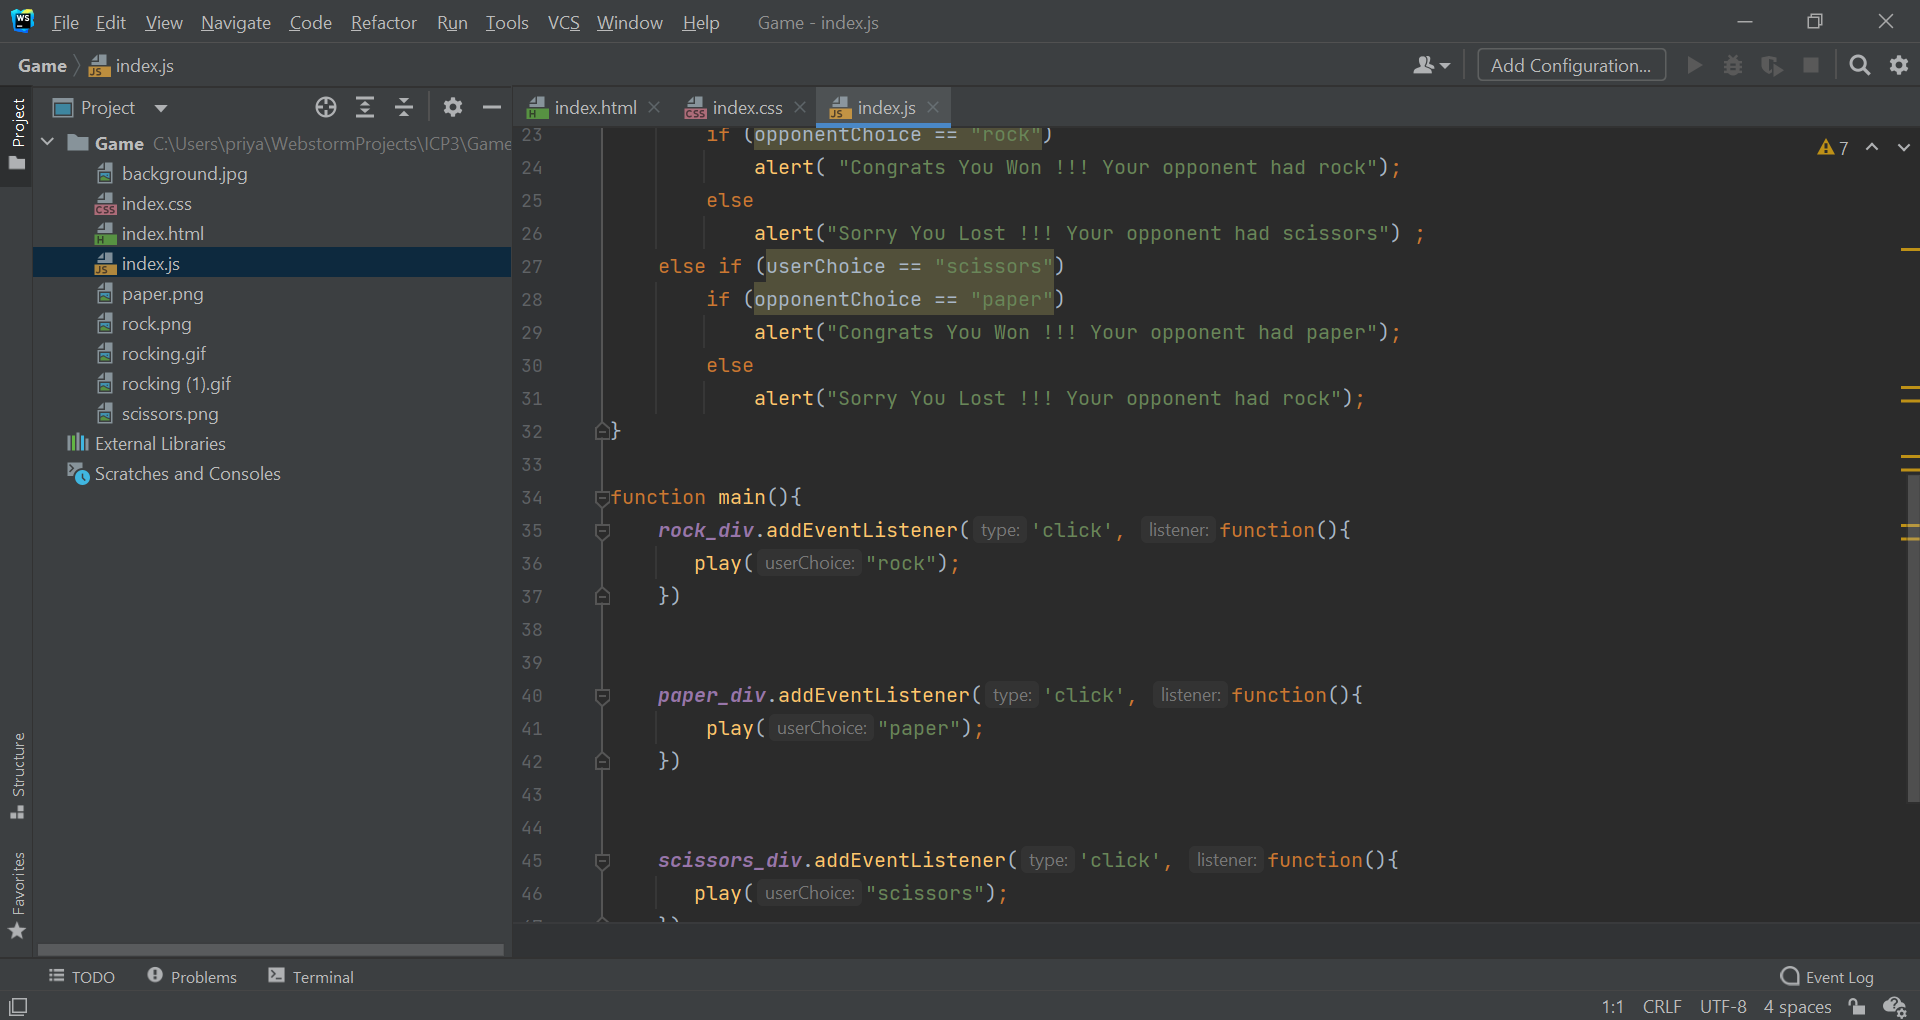 WS File Edit View Navigate Code Refactor Run Tools VCS Window Help Game - index.js
Game index.js Add Configuration...
Project
Project
index.html index.css index.js
Game C:\Users\priya\WebstormProjects\ICP3\Game
background.jpg
index.css
index.html
index.js
paper.png
rock.png
rocking.gif
rocking (1).gif
scissors.png
External Libraries
Scratches and Consoles
Structure
Favorites
7
23 if (opponentChoice == "rock")
24 alert( "Congrats You Won !!! Your opponent had rock");
25 else
26 alert("Sorry You Lost !!! Your opponent had scissors") ;
27 else if (userChoice == "scissors")
28 if (opponentChoice == "paper")
29 alert("Congrats You Won !!! Your opponent had paper");
30 else
31 alert("Sorry You Lost !!! Your opponent had rock");
32 }
33
34 function main(){
35 rock_div.addEventListener( type: 'click', listener: function(){
36 play( userChoice: "rock");
37 })
38
39
40 paper_div.addEventListener( type: 'click', listener: function(){
41 play( userChoice: "paper");
42 })
43
44
45 scissors_div.addEventListener( type: 'click', listener: function(){
46 play( userChoice: "scissors");
TODO Problems Terminal Event Log
1:1 CRLF UTF-8 4 spaces